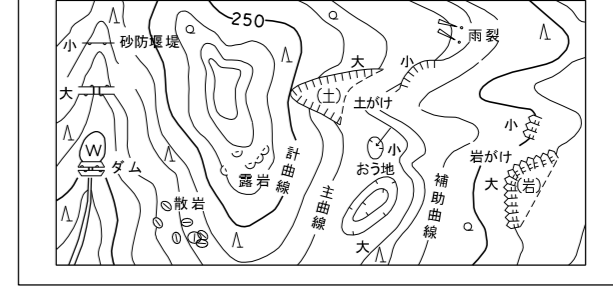 250
小
砂防堰堤
大
W
ダム
散岩
露岩
計曲線
主曲線
大
(土)
土がけ
小
雨裂
小
おう地
大
補助曲線
小
岩がけ
大
(岩)